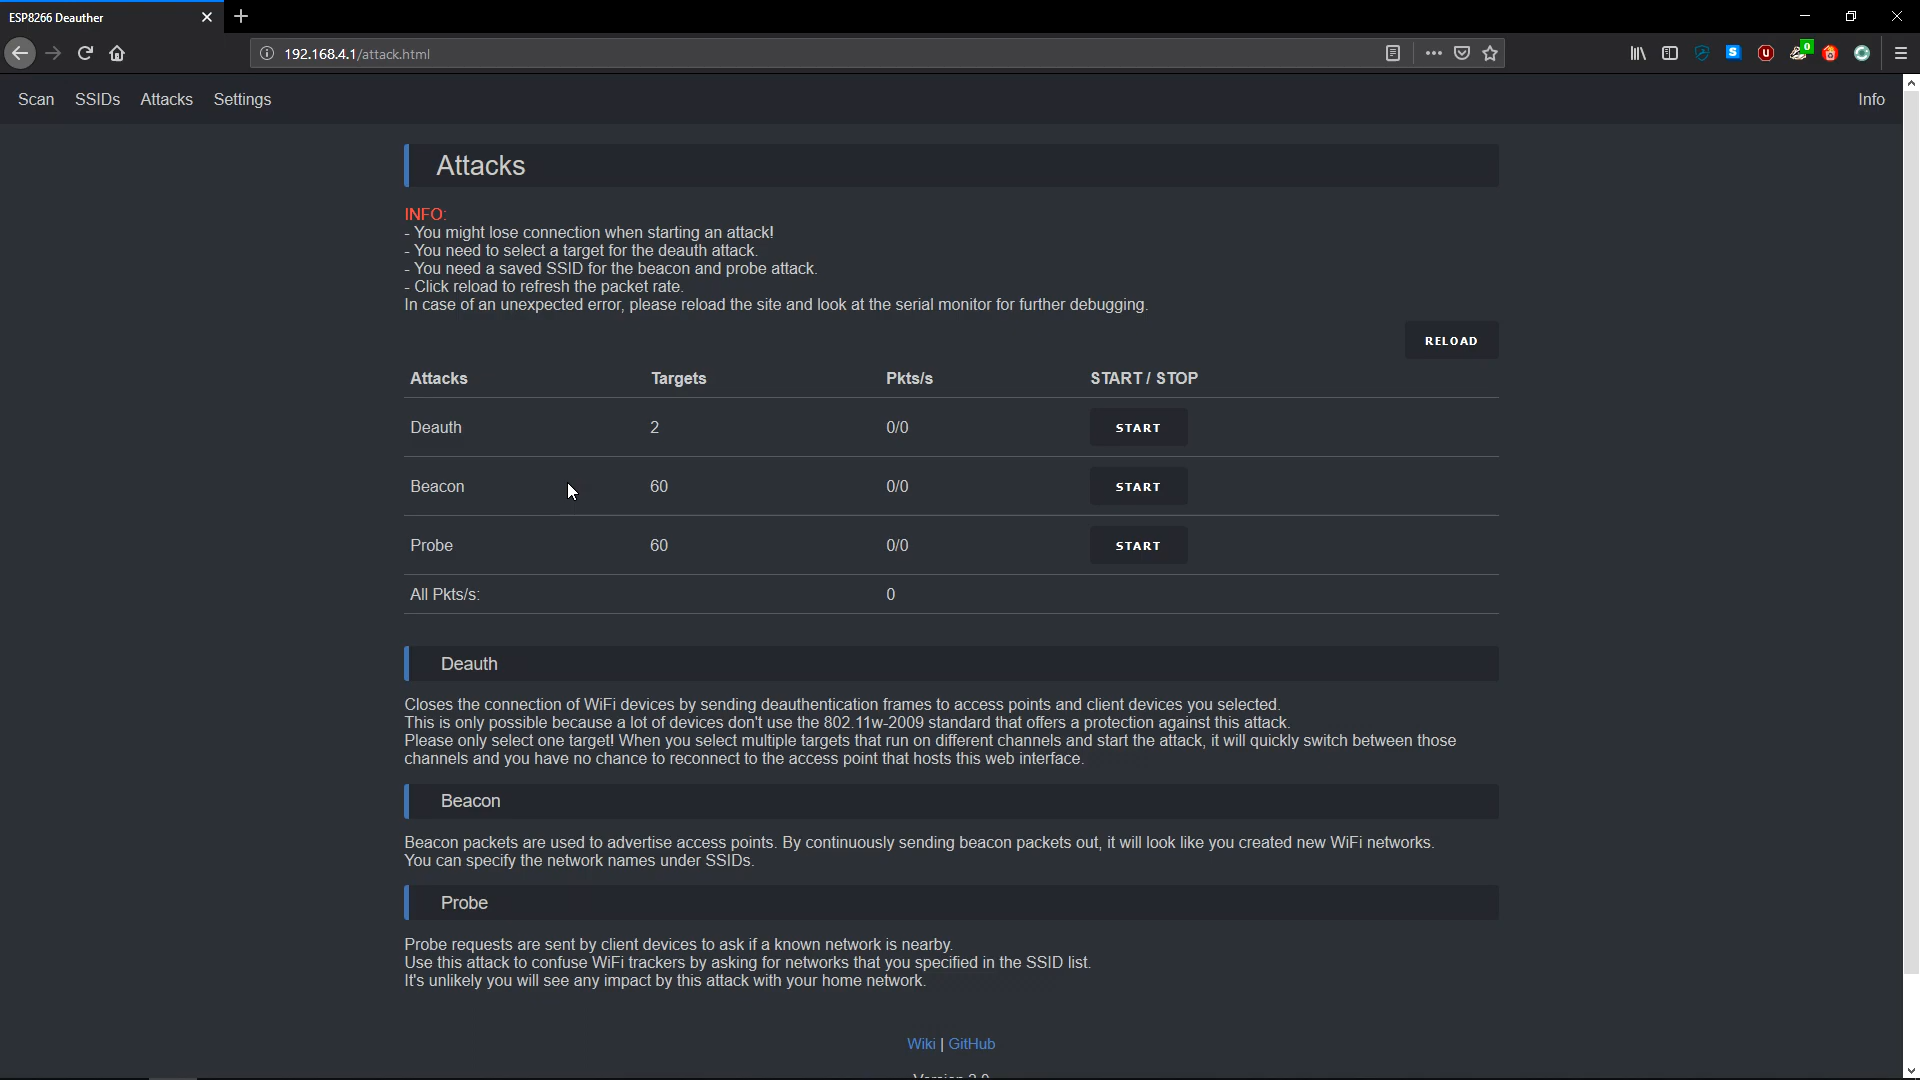 ESP8266 Deauther
192.168.4.1/attack.html
S
U
0
Scan SSIDs Attacks Settings Info
Attacks
INFO:
- You might lose connection when starting an attack!
- You need to select a target for the deauth attack.
- You need a saved SSID for the beacon and probe attack.
- Click reload to refresh the packet rate.
In case of an unexpected error, please reload the site and look at the serial monitor for further debugging.
RELOAD
Attacks Targets Pkts/s START / STOP
Deauth 2 0/0 START
Beacon 60 0/0 START
Probe 60 0/0 START
All Pkts/s: 0
Deauth
Closes the connection of WiFi devices by sending deauthentication frames to access points and client devices you selected.
This is only possible because a lot of devices don't use the 802.11w-2009 standard that offers a protection against this attack.
Please only select one target! When you select multiple targets that run on different channels and start the attack, it will quickly switch between those
channels and you have no chance to reconnect to the access point that hosts this web interface.
Beacon
Beacon packets are used to advertise access points. By continuously sending beacon packets out, it will look like you created new WiFi networks.
You can specify the network names under SSIDs.
Probe
Probe requests are sent by client devices to ask if a known network is nearby.
Use this attack to confuse WiFi trackers by asking for networks that you specified in the SSID list.
It's unlikely you will see any impact by this attack with your home network.
Wiki | GitHub